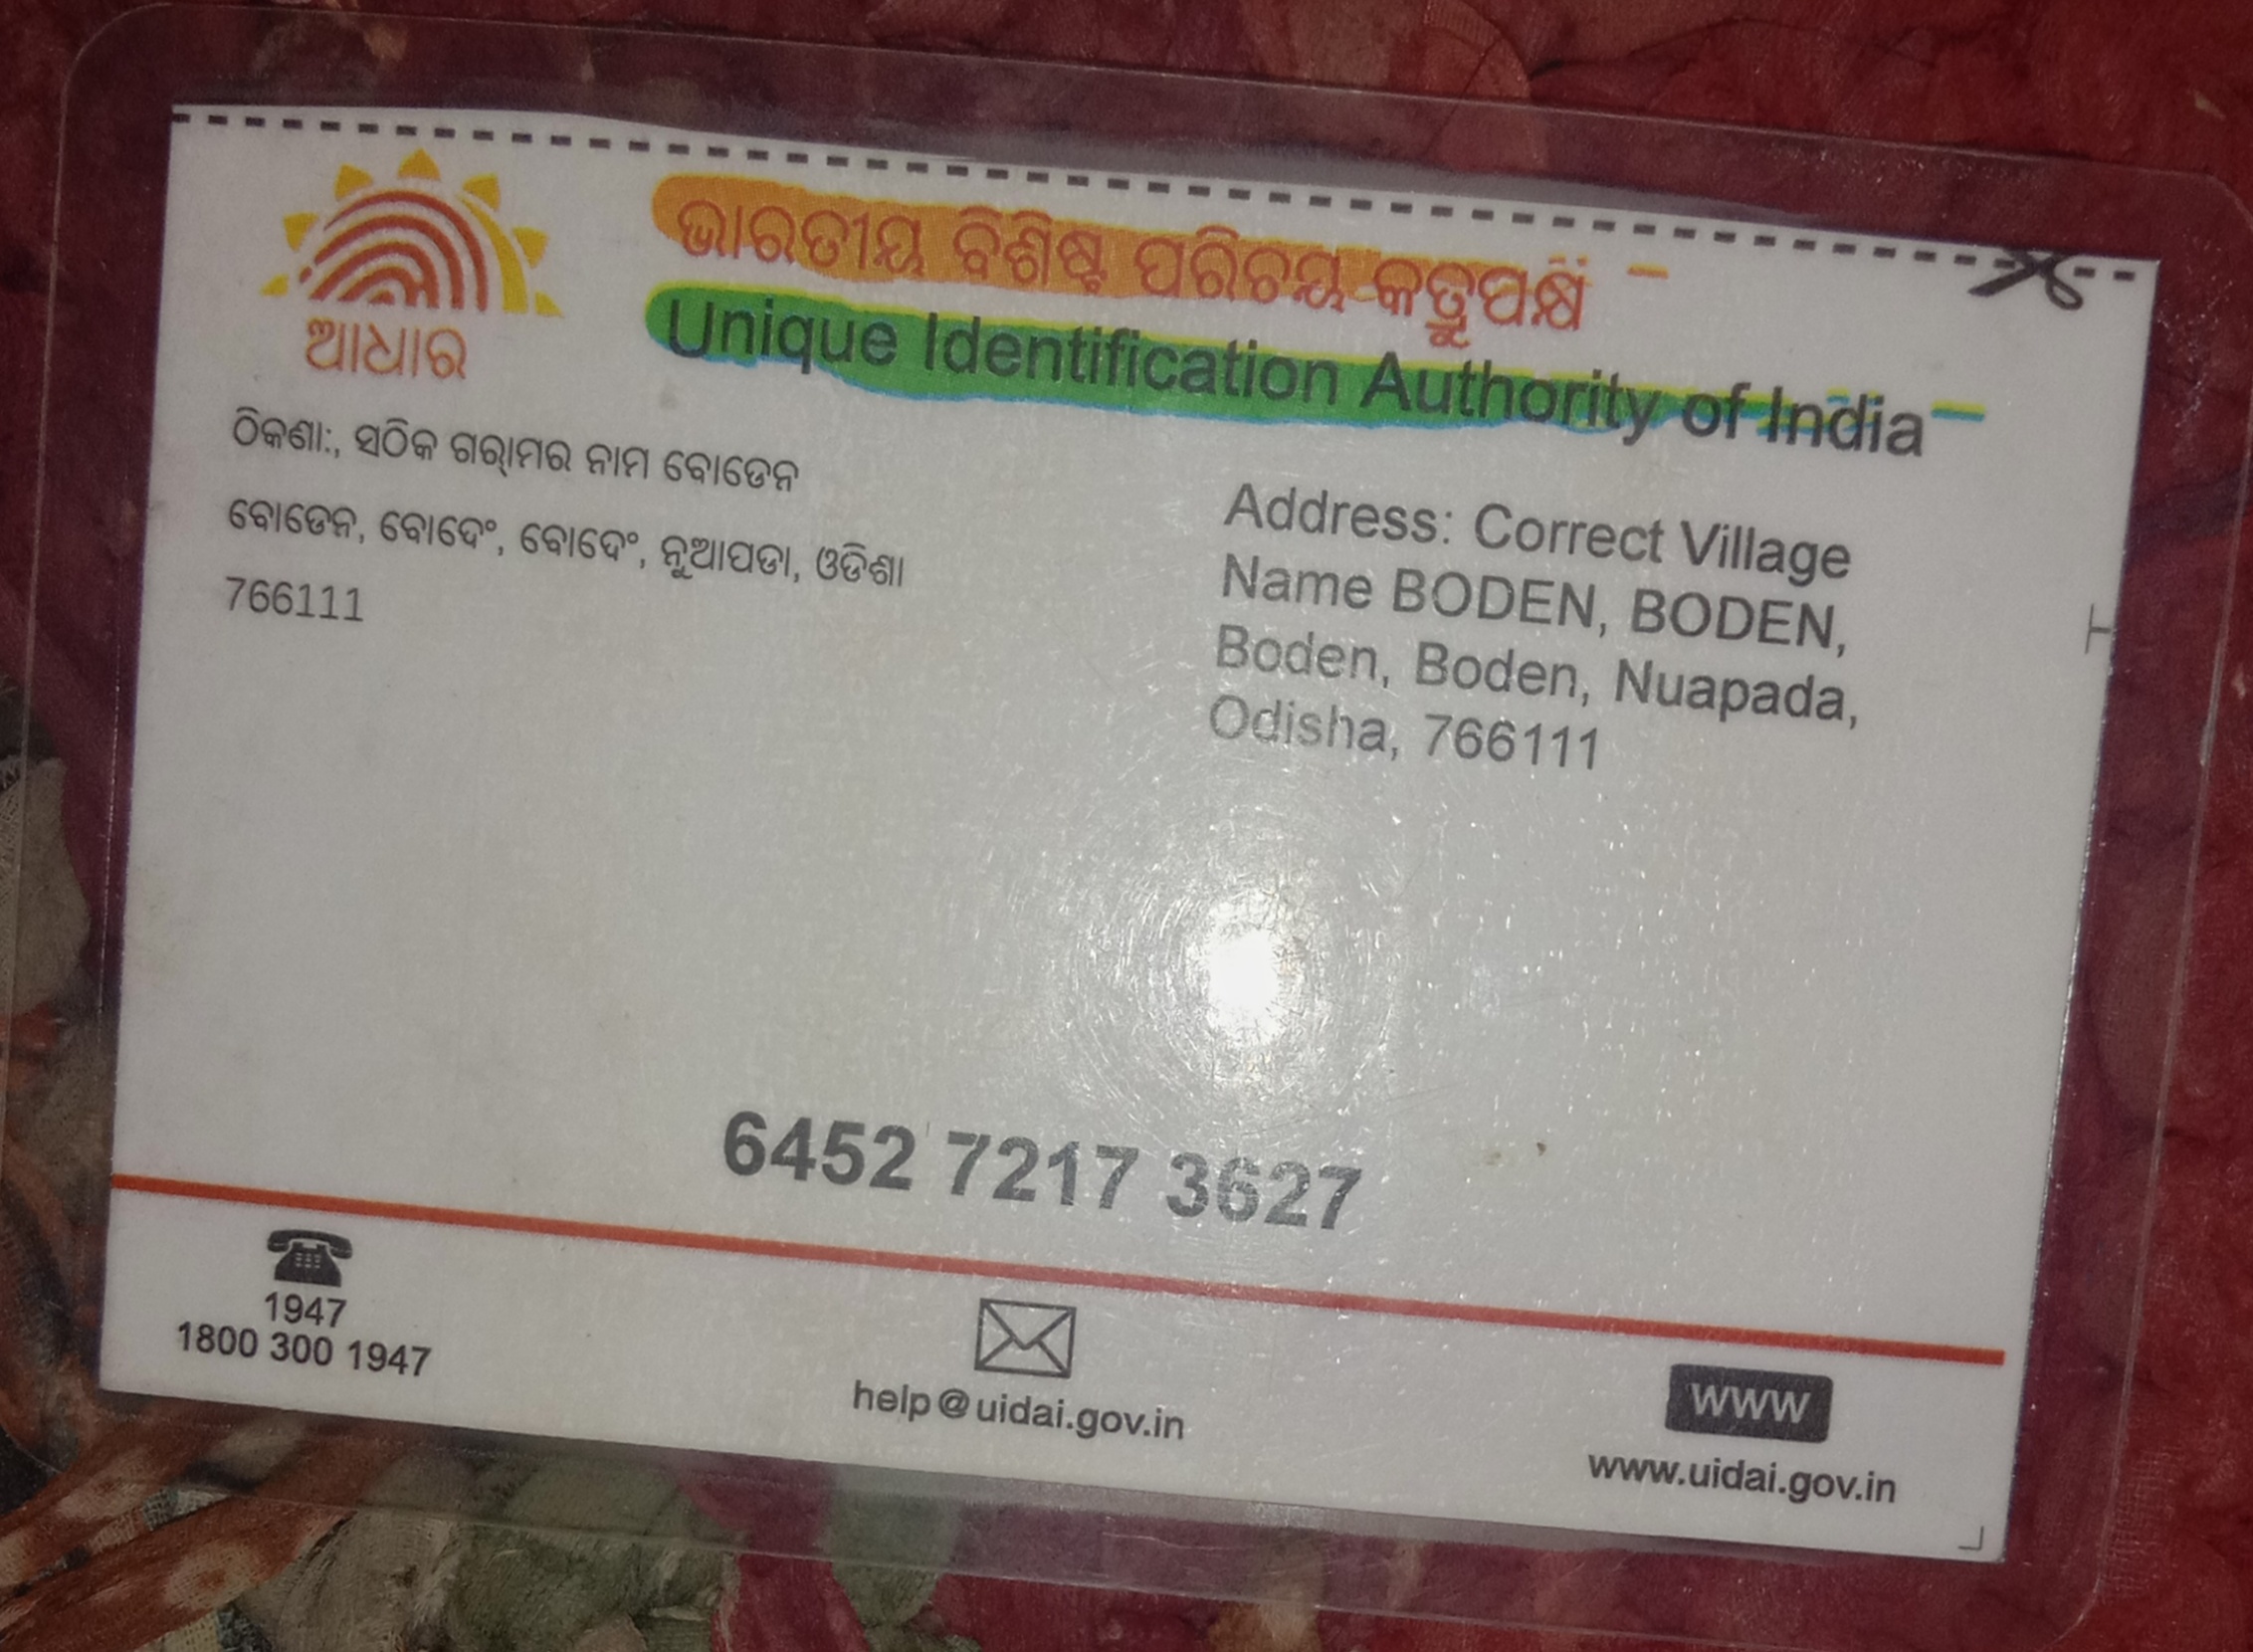 ଭାରତୀୟ ବିଶିଷ୍ଟ ପରିଚୟ କର୍ତ୍ତୃପକ୍ଷ
Unique Identification Authority of India
ଆଧାର
ଠିକଣା:, ସଠିକ ଗର୍ାମର ନାମ ବୋଡେନ
ବୋଡେନ, ବୋଦେଂ, ବୋଦେଂ, ନୁଆପଡା, ଓଡିଶା
766111
Address: Correct Village
Name BODEN, BODEN,
Boden, Boden, Nuapada,
Odisha, 766111
6452 7217 3627
1947
1800 300 1947
help@uidai.gov.in
WWW
www.uidai.gov.in